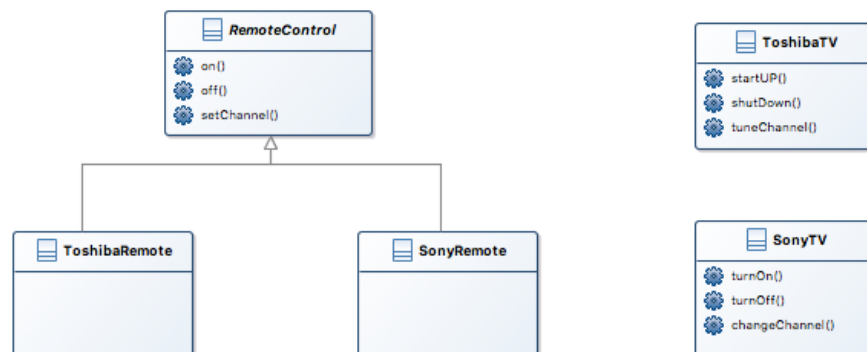 RemoteControl
on()
off()
setChannel()
ToshibaTV
startUP()
shutDown()
tuneChannel()
ToshibaRemote
SonyRemote
SonyTV
turnOn()
turnOff()
changeChannel()